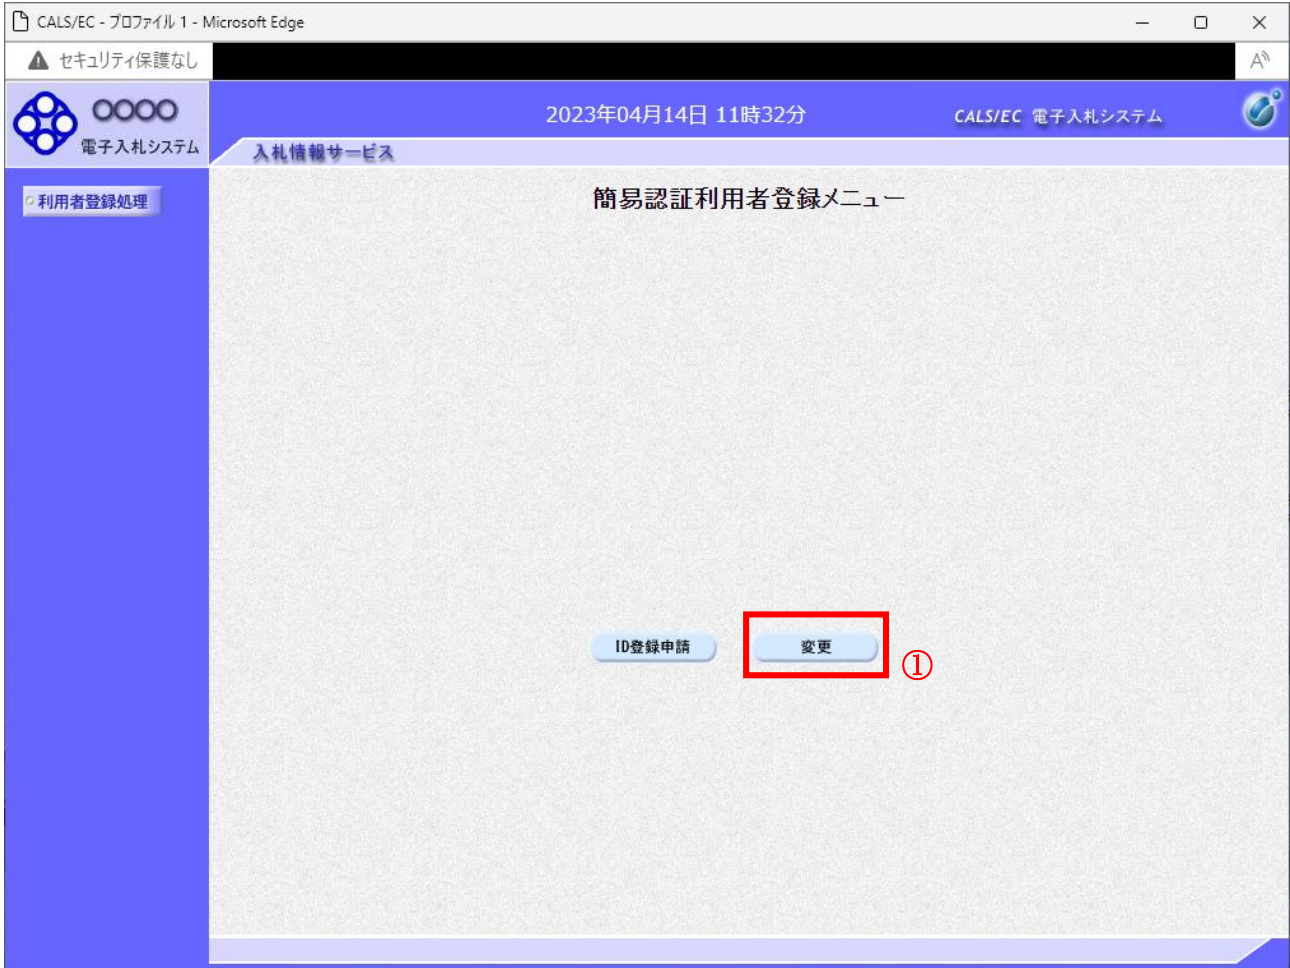 CALS/EC - プロファイル 1 - Microsoft Edge
セキュリティ保護なし
OOOO
電子入札システム
2023年04月14日 11時32分
CALS/EC 電子入札システム
入札情報サービス
利用者登録処理
簡易認証利用者登録メニュー
ID登録申請
変更
①